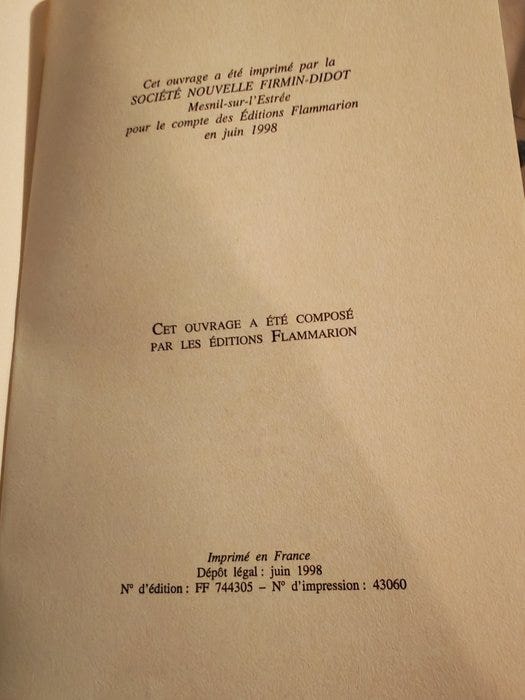 Cet ouvrage a été imprimé par la
SOCIÉTÉ NOUVELLE FIRMIN-DIDOT
Mesnil-sur-l'Estrée
pour le compte des Éditions Flammarion
en juin 1998
CET OUVRAGE A ÉTÉ COMPOSÉ
PAR LES ÉDITIONS FLAMMARION
Imprimé en France
Dépôt légal : juin 1998
N° d'édition : FF 744305 – N° d'impression : 43060